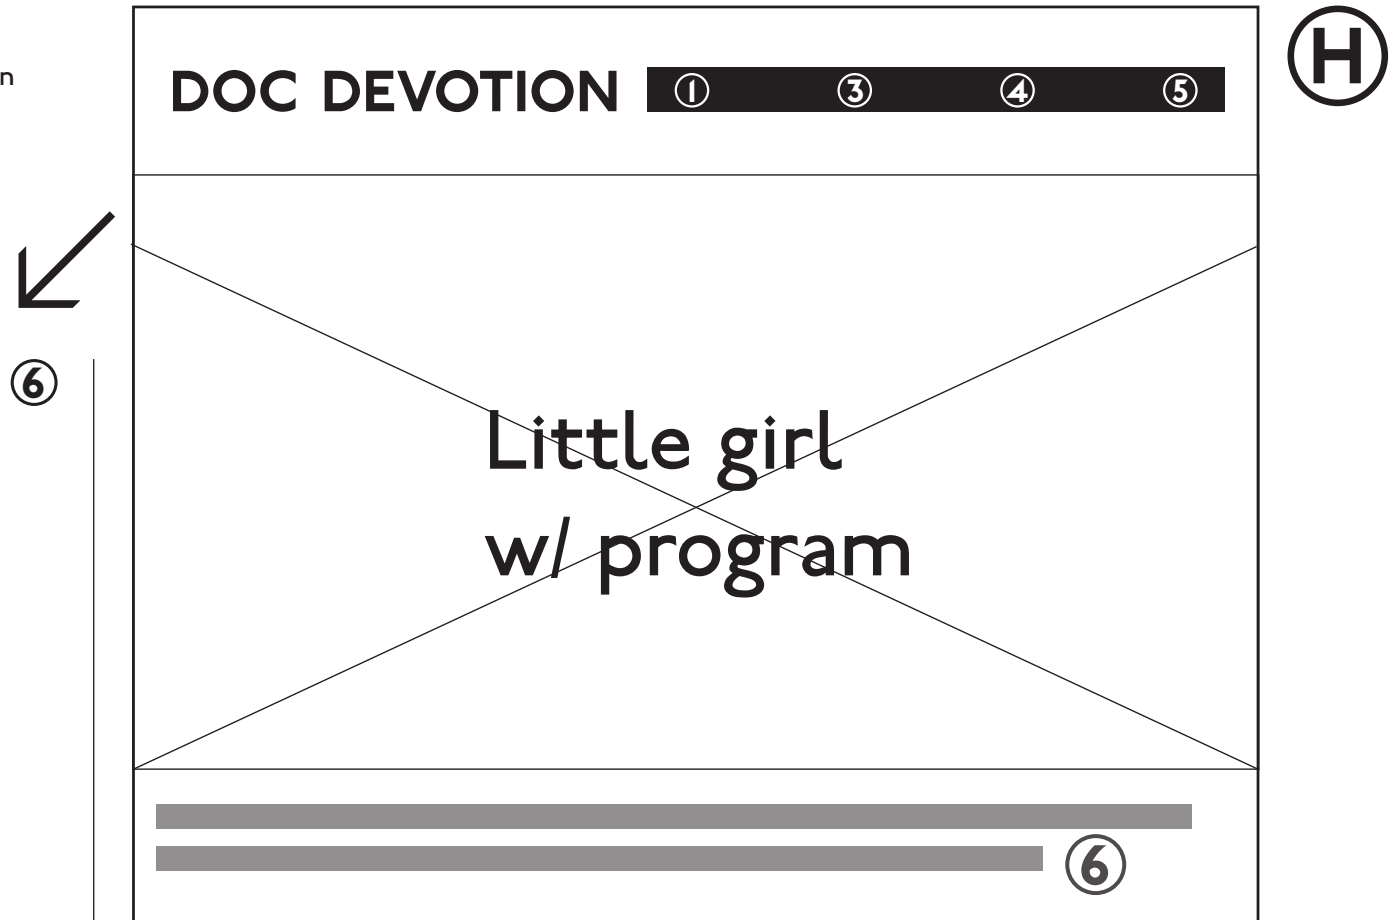 n
DOC DEVOTION ① ③ ④ ⑤
Ⓗ
⑥
Little girl
w/ program
⑥